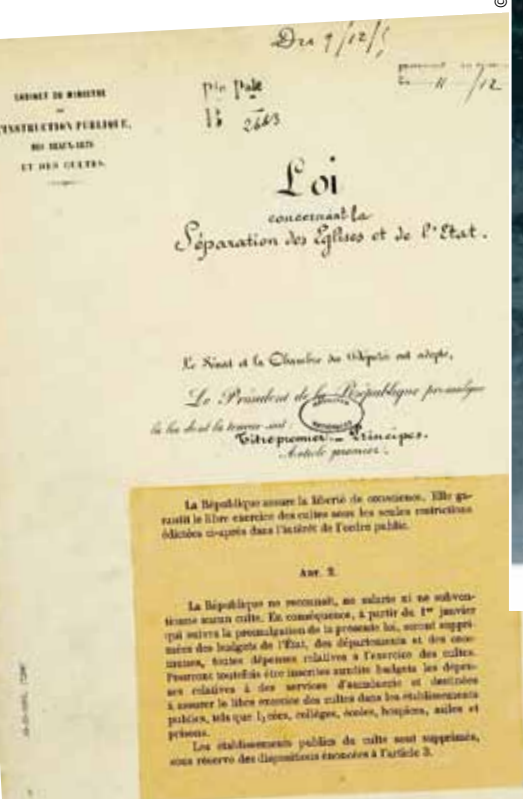 ©
Du 9/12/5
11/12
CABINET DU MINISTRE
DE
L'INSTRUCTION PUBLIQUE,
DES BEAUX-ARTS
ET DES CULTES.
2663
Loi
concernant la
Séparation des Eglises et de l'Etat.
Le Sénat et la Chambre des Députés ont adopté,
Le Président de la République promulgue
la loi dont la teneur suit :
Titre premier. _ Principes.
Article premier.
La République assure la liberté de conscience. Elle ga-
rantit le libre exercice des cultes sous les seules restrictions
édictées ci-après dans l'intérêt de l'ordre public.
ART. 2.
La République ne reconnaît, ne salarie ni ne subven-
tionne aucun culte. En conséquence, à partir du 1er janvier
qui suivra la promulgation de la présente loi, seront suppri-
mées des budgets de l'État, des départements et des com-
munes, toutes dépenses relatives à l'exercice des cultes.
Pourront toutefois être inscrites auxdits budgets les dépen-
ses relatives à des services d'aumônerie et destinées
à assurer le libre exercice des cultes dans les établissements
publics, tels que lycées, collèges, écoles, hospices, asiles et
prisons.
Les établissements publics du culte sont supprimés,
sous réserve des dispositions énoncées à l'article 3.